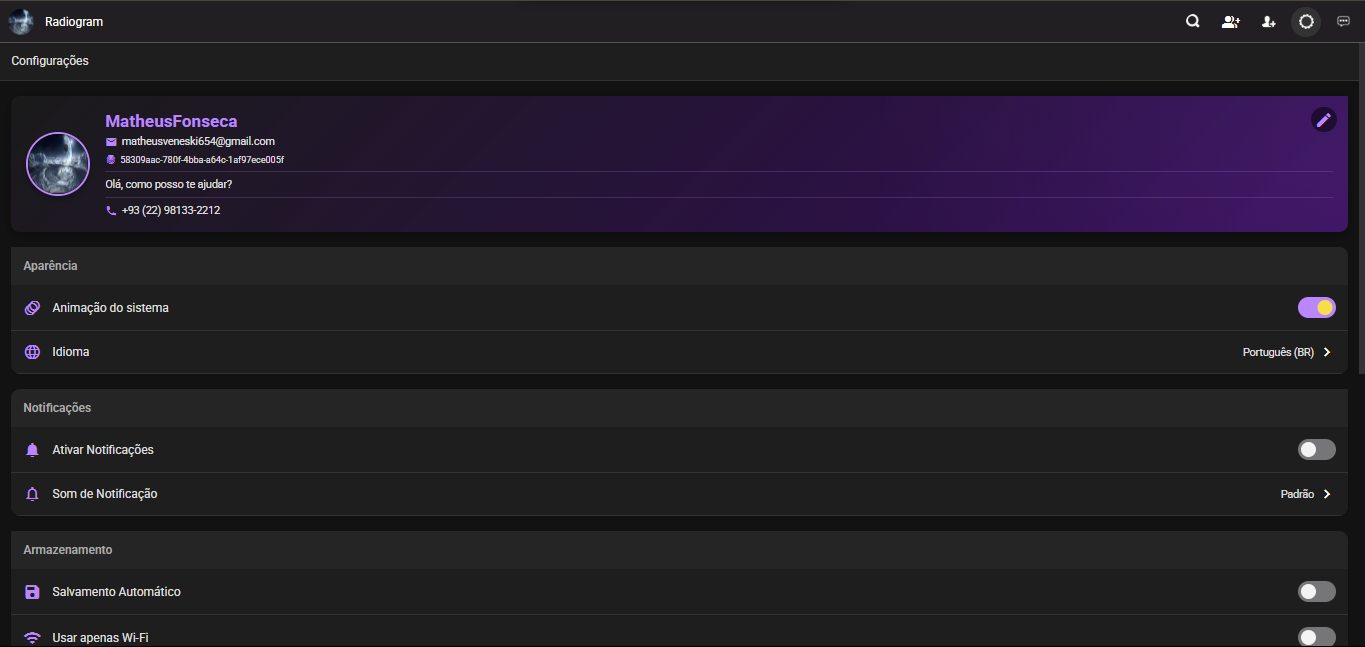 Radiogram
Configurações
MatheusFonseca
matheusveneski654@gmail.com
58309aac-780f-4bba-a64c-1af97ece005f
Olá, como posso te ajudar?
+93 (22) 98133-2212
Aparência
Animação do sistema
Idioma
Português (BR)
Notificações
Ativar Notificações
Som de Notificação
Padrão
Armazenamento
Salvamento Automático
Usar apenas Wi-Fi